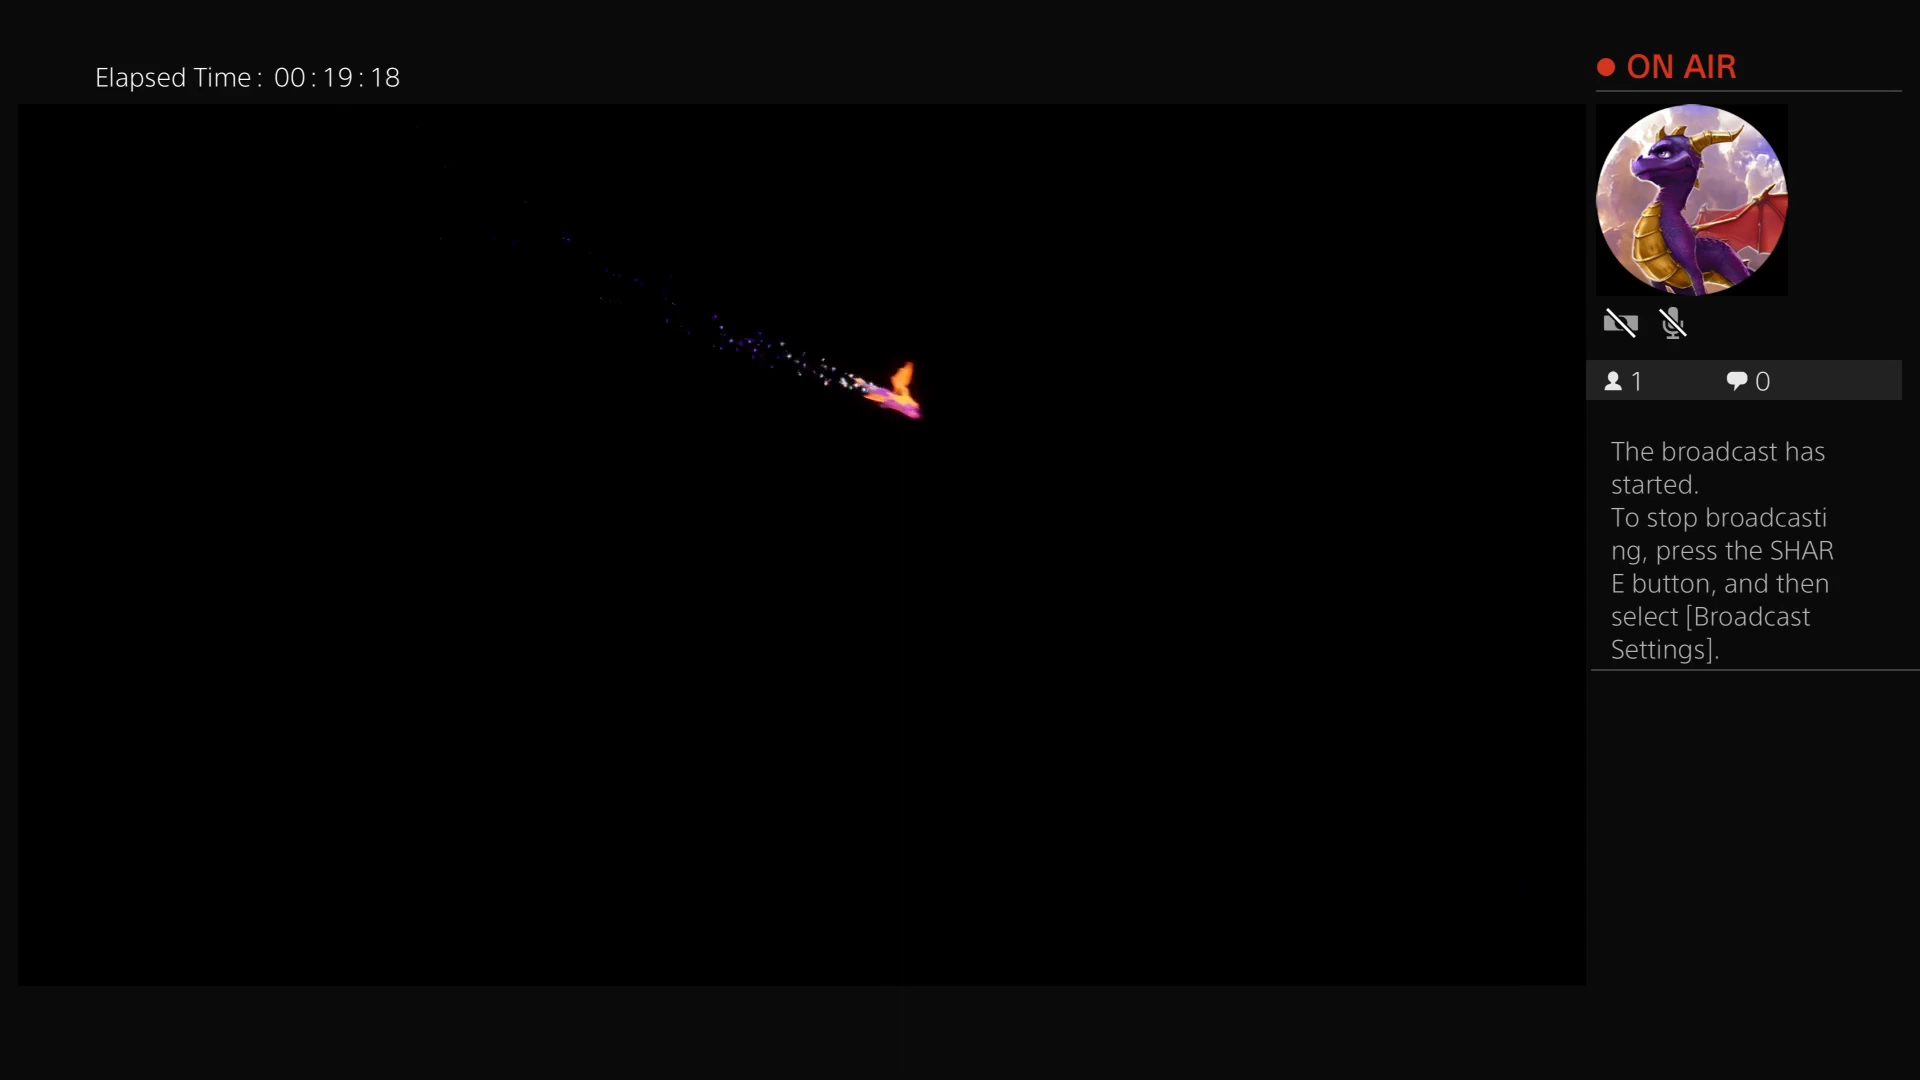 Elapsed Time: 00:19:18
ON AIR
1 0
The broadcast has
started.
To stop broadcasti
ng, press the SHAR
E button, and then
select [Broadcast
Settings].